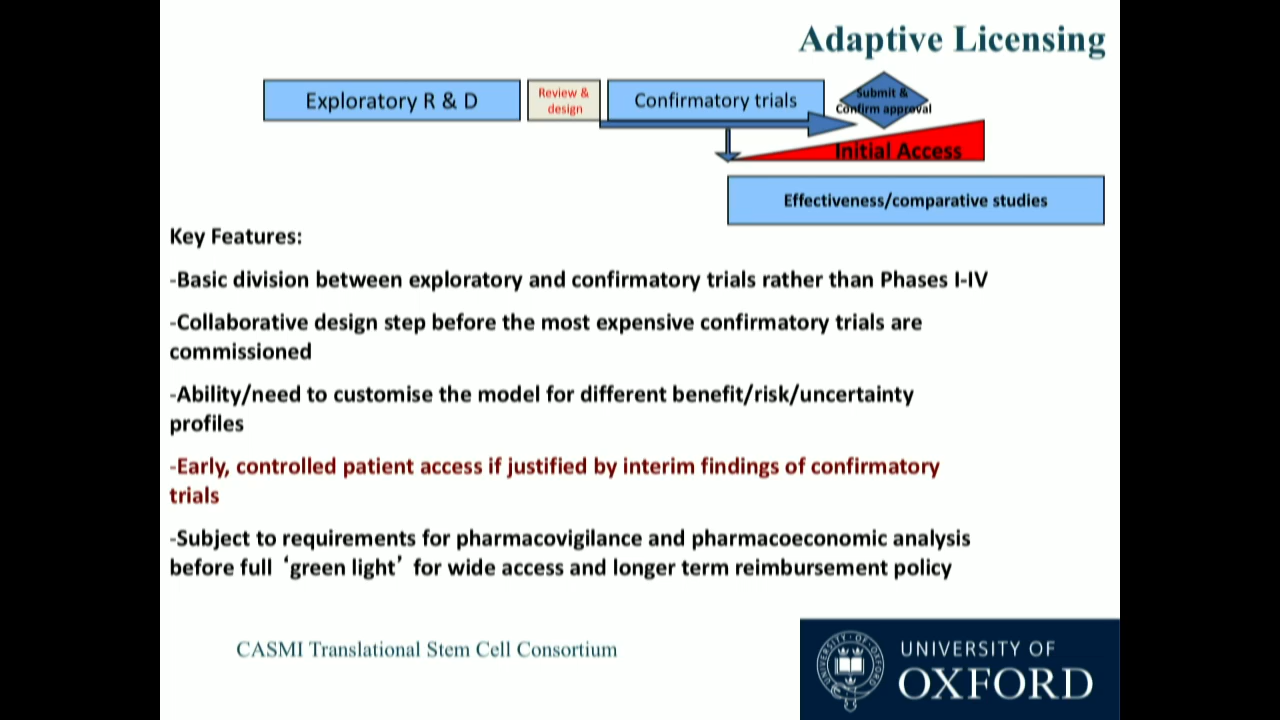 Adaptive Licensing
Exploratory R & D
Review &
design
Confirmatory trials
Submit &
Confirm approval
Initial Access
Effectiveness/comparative studies
Key Features:
-Basic division between exploratory and confirmatory trials rather than Phases I-IV
-Collaborative design step before the most expensive confirmatory trials are
commissioned
-Ability/need to customise the model for different benefit/risk/uncertainty
profiles
-Early, controlled patient access if justified by interim findings of confirmatory
trials
-Subject to requirements for pharmacovigilance and pharmacoeconomic analysis
before full ‘green light’ for wide access and longer term reimbursement policy
CASMI Translational Stem Cell Consortium
UNIVERSITY OF
OXFORD